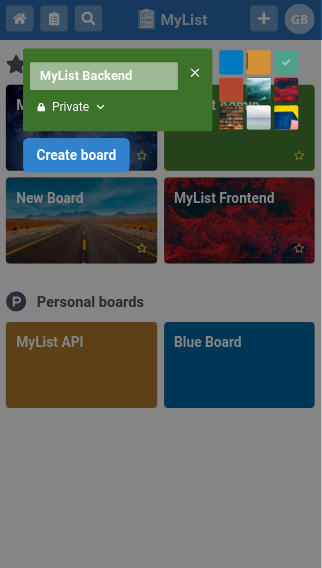 MyList
GB
MyList Backend
Private
Create board
New Board
MyList Frontend
P
Personal boards
MyList API
Blue Board